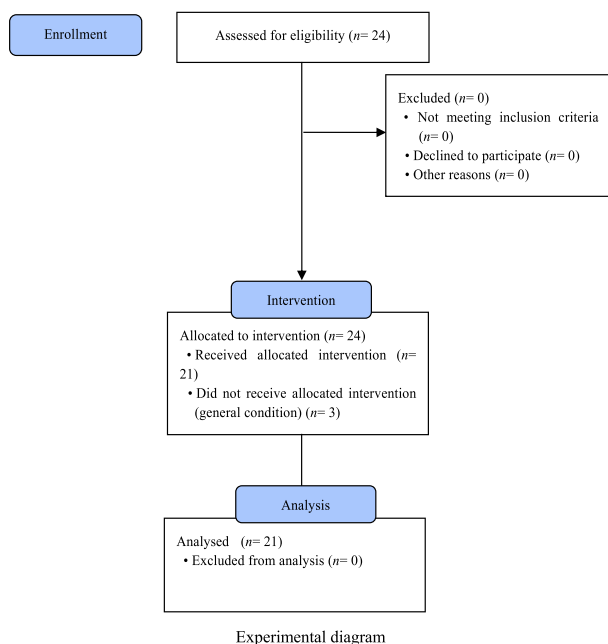 Enrollment
Assessed for eligibility (n= 24)
Excluded (n= 0)
• Not meeting inclusion criteria
(n= 0)
• Declined to participate (n= 0)
• Other reasons (n= 0)
Intervention
Allocated to intervention (n= 24)
• Received allocated intervention (n=
21)
• Did not receive allocated intervention
(general condition) (n= 3)
Analysis
Analysed (n= 21)
• Excluded from analysis (n= 0)
Experimental diagram